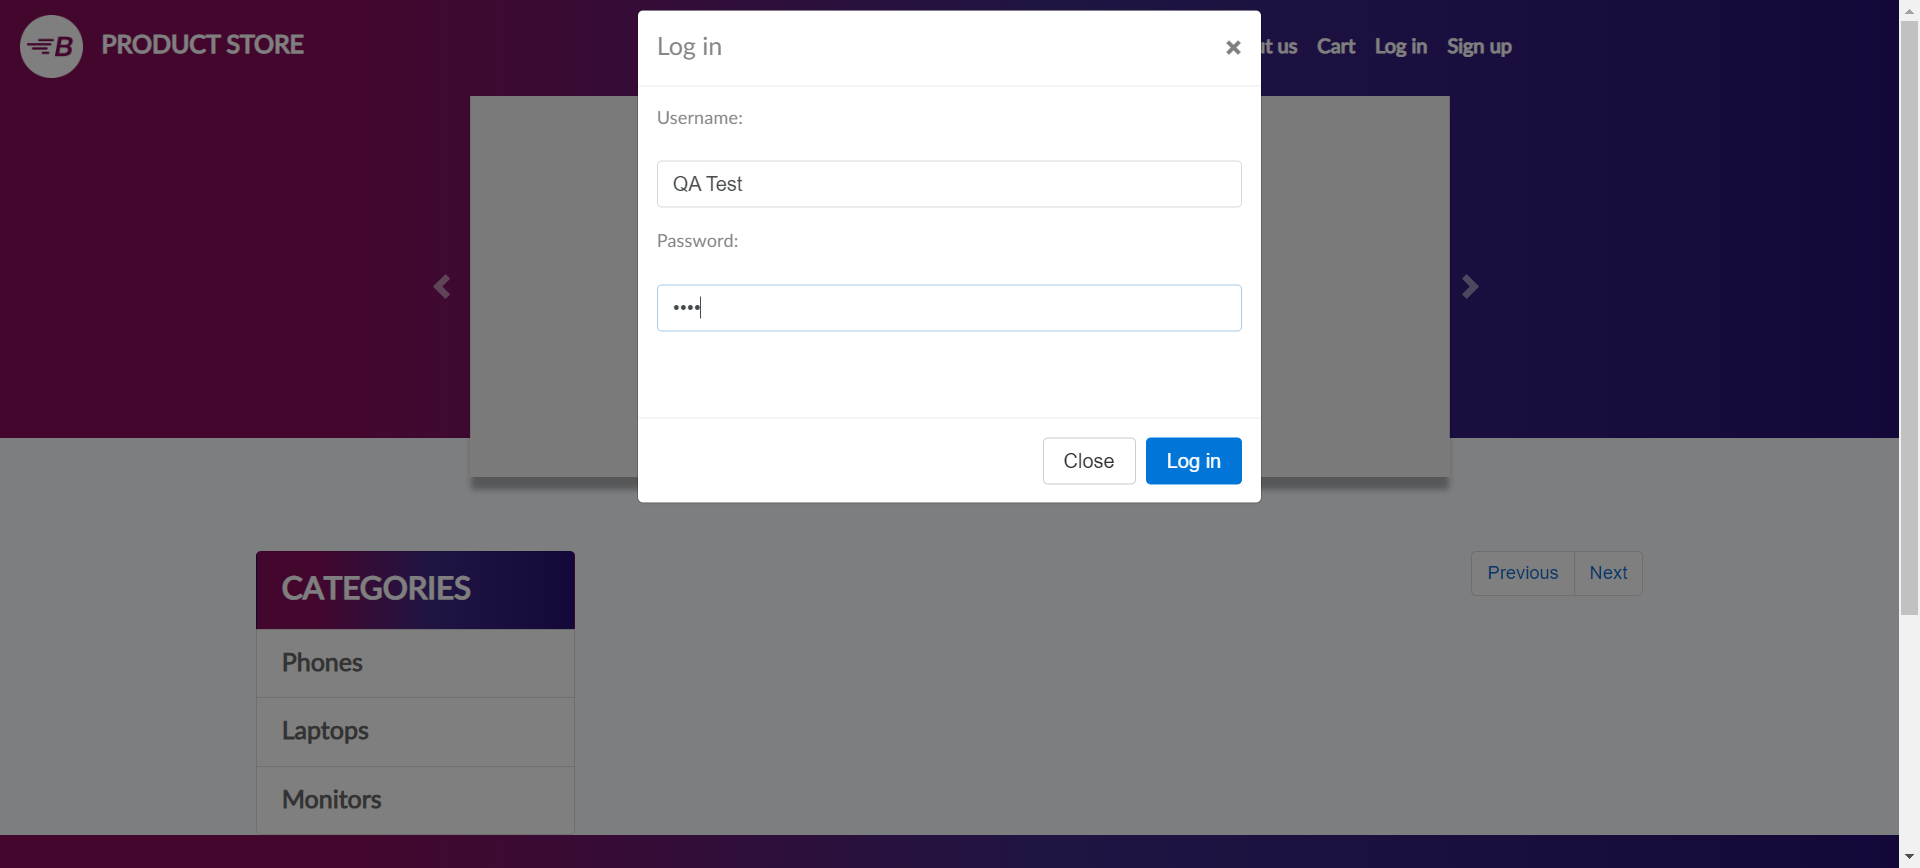 B PRODUCT STORE
ut us Cart Log in Sign up
Log in
Username:
QA Test
Password:
••••
Close Log in
CATEGORIES
Phones
Laptops
Monitors
Previous Next